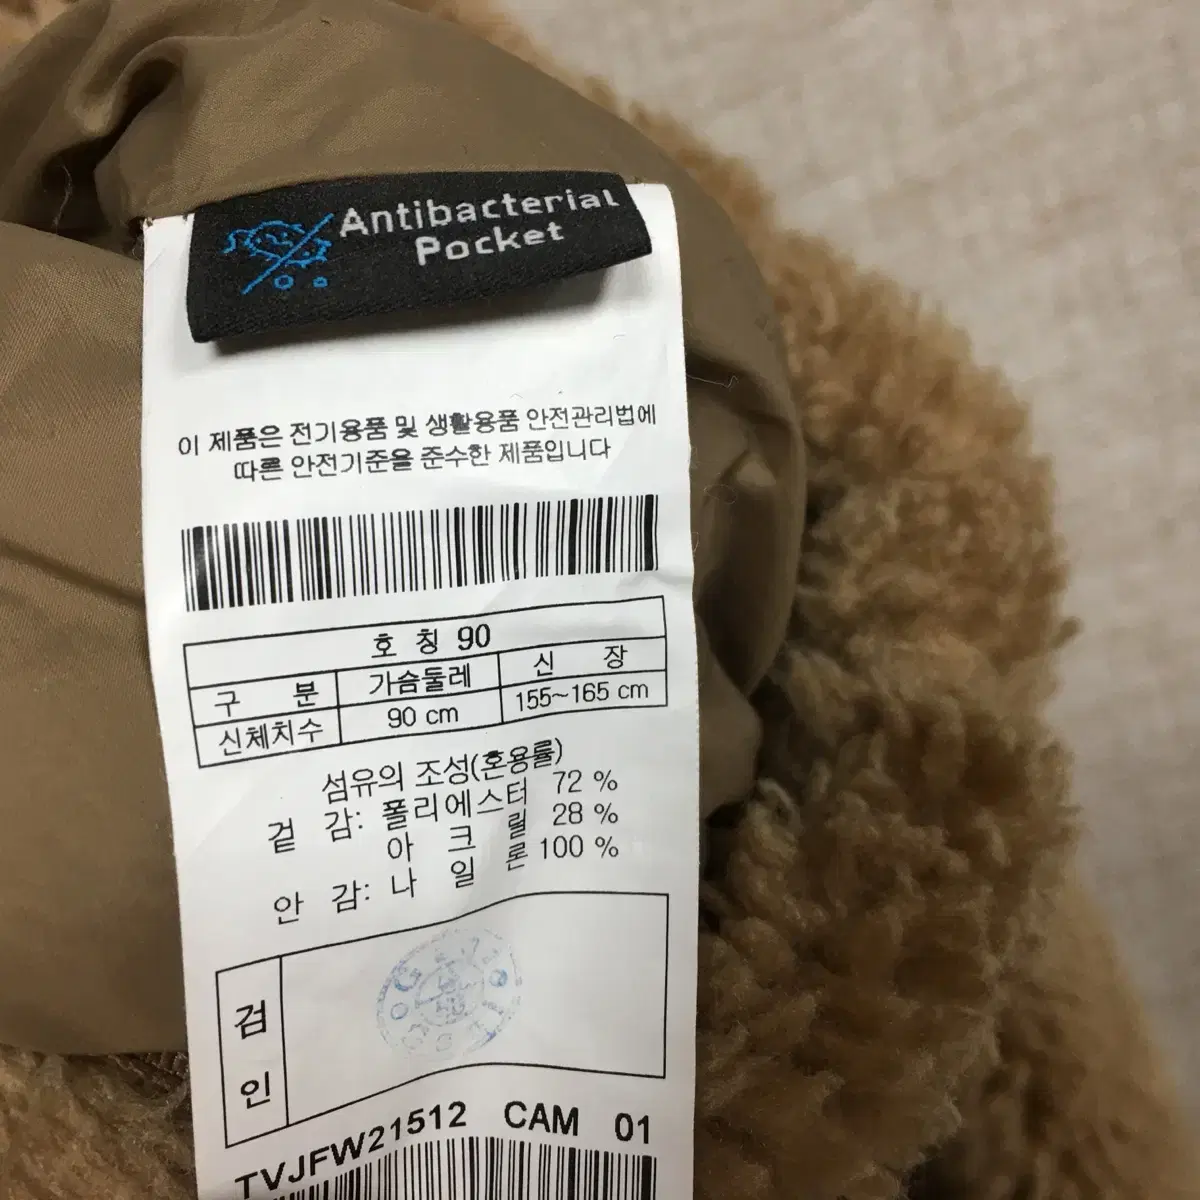 Antibacterial
Pocket
이 제품은 전기용품 및 생활용품 안전관리법에
따른 안전기준을 준수한 제품입니다
호 칭 90
구 분 가슴둘레 신 장
신체치수 90 cm 155~165 cm
섬유의 조성(혼용률)
겉 감: 폴리에스터 72 %
아 크 릴 28 %
안 감: 나 일 론 100 %
검
인
TVJFW21512 CAM 01